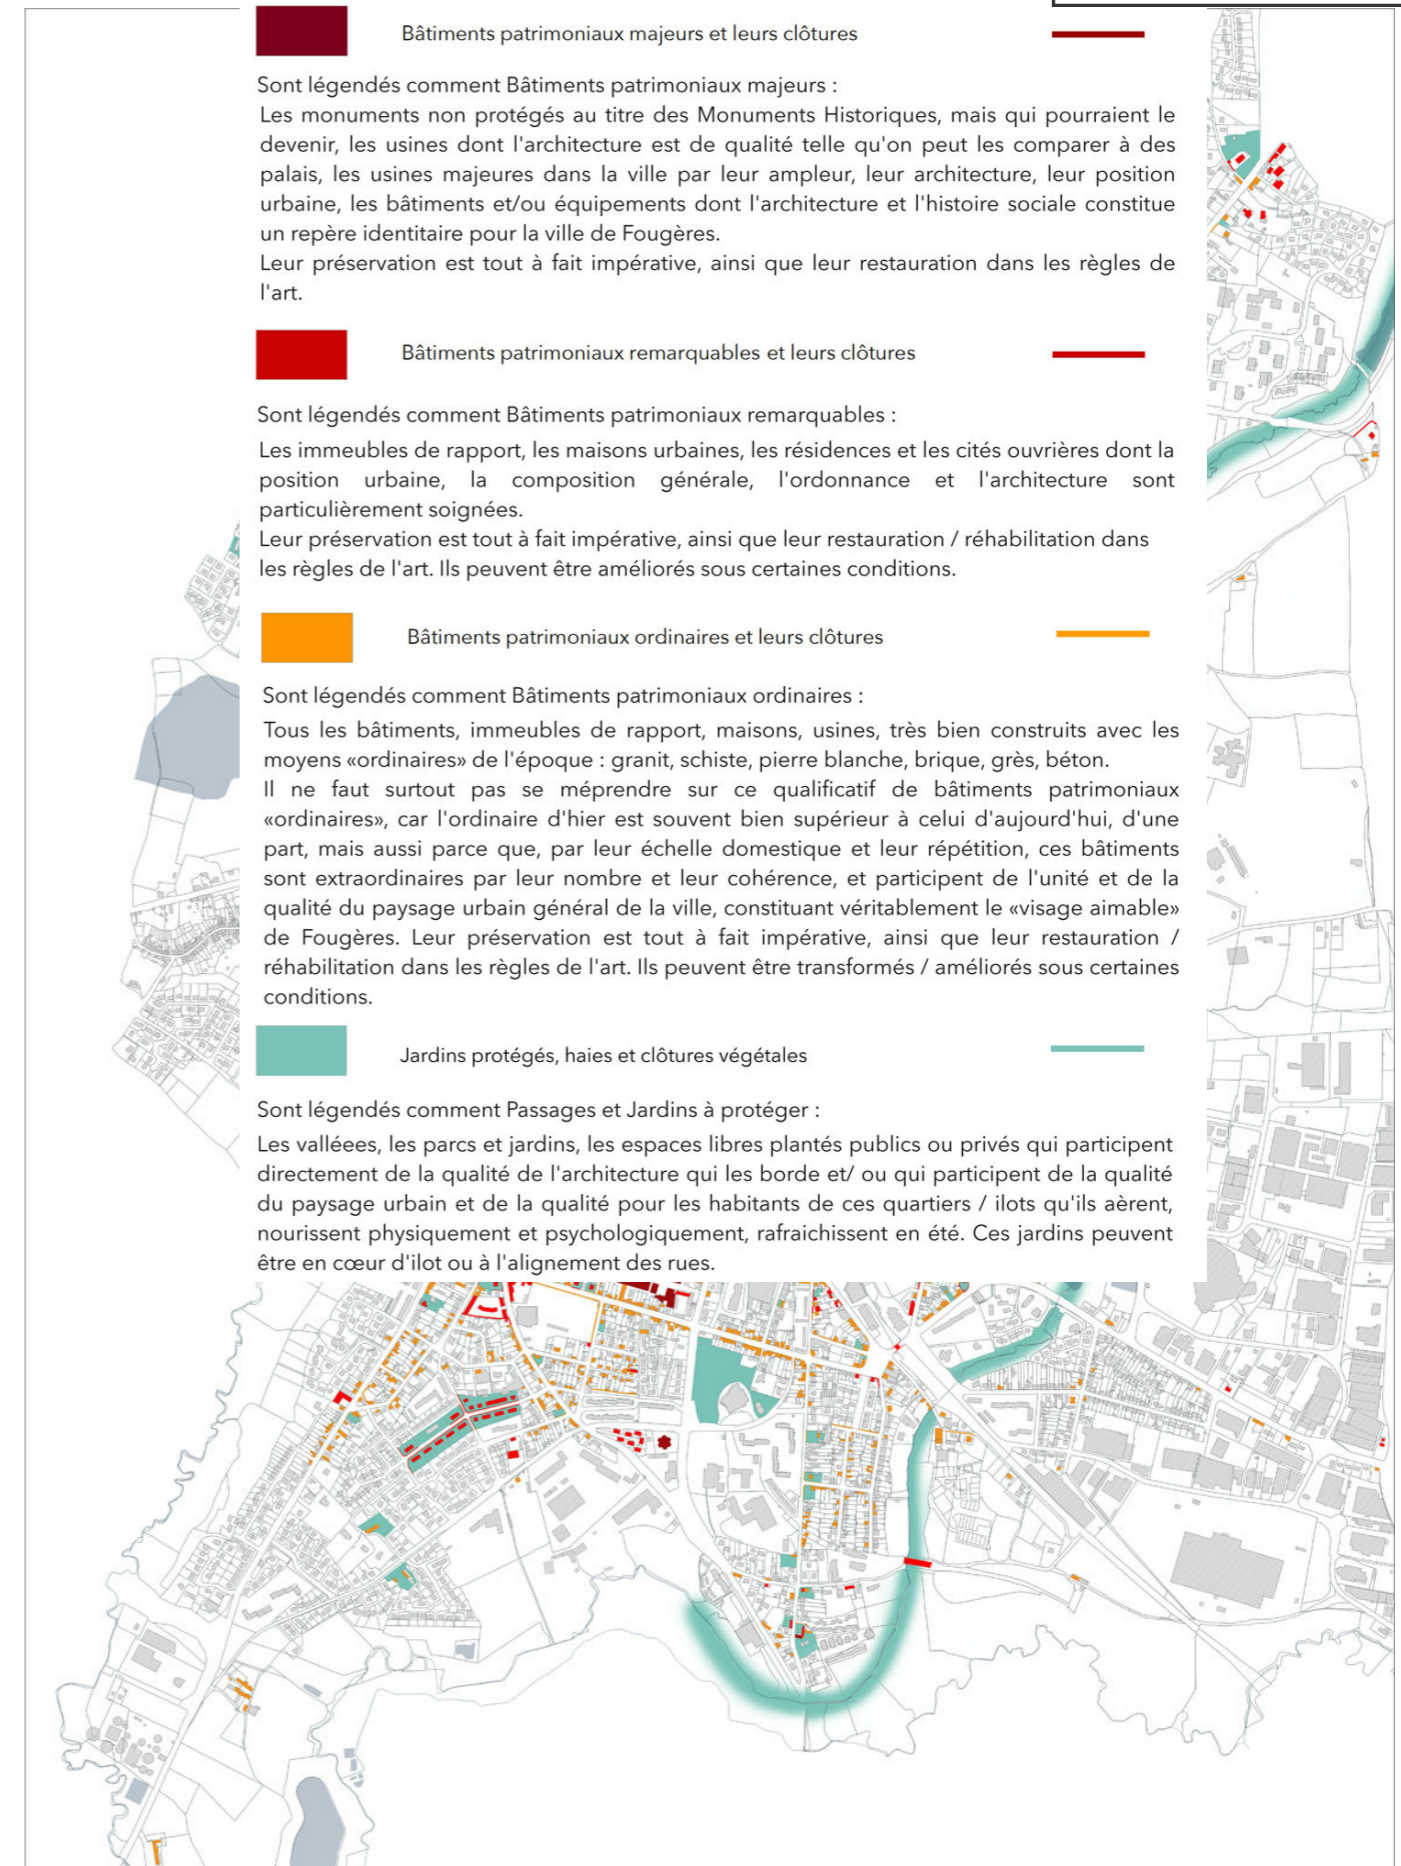 Bâtiments patrimoniaux majeurs et leurs clôtures
Sont légendés comment Bâtiments patrimoniaux majeurs :
Les monuments non protégés au titre des Monuments Historiques, mais qui pourraient le
devenir, les usines dont l'architecture est de qualité telle qu'on peut les comparer à des
palais, les usines majeures dans la ville par leur ampleur, leur architecture, leur position
urbaine, les bâtiments et/ou équipements dont l'architecture et l'histoire sociale constitue
un repère identitaire pour la ville de Fougères.
Leur préservation est tout à fait impérative, ainsi que leur restauration dans les règles de
l'art.
Bâtiments patrimoniaux remarquables et leurs clôtures
Sont légendés comment Bâtiments patrimoniaux remarquables :
Les immeubles de rapport, les maisons urbaines, les résidences et les cités ouvrières dont la
position urbaine, la composition générale, l'ordonnance et l'architecture sont
particulièrement soignées.
Leur préservation est tout à fait impérative, ainsi que leur restauration / réhabilitation dans
les règles de l'art. Ils peuvent être améliorés sous certaines conditions.
Bâtiments patrimoniaux ordinaires et leurs clôtures
Sont légendés comment Bâtiments patrimoniaux ordinaires :
Tous les bâtiments, immeubles de rapport, maisons, usines, très bien construits avec les
moyens «ordinaires» de l'époque : granit, schiste, pierre blanche, brique, grès, béton.
Il ne faut surtout pas se méprendre sur ce qualificatif de bâtiments patrimoniaux
«ordinaires», car l'ordinaire d'hier est souvent bien supérieur à celui d'aujourd'hui, d'une
part, mais aussi parce que, par leur échelle domestique et leur répétition, ces bâtiments
sont extraordinaires par leur nombre et leur cohérence, et participent de l'unité et de la
qualité du paysage urbain général de la ville, constituant véritablement le «visage aimable»
de Fougères. Leur préservation est tout à fait impérative, ainsi que leur restauration /
réhabilitation dans les règles de l'art. Ils peuvent être transformés / améliorés sous certaines
conditions.
Jardins protégés, haies et clôtures végétales
Sont légendés comment Passages et Jardins à protéger :
Les valléees, les parcs et jardins, les espaces libres plantés publics ou privés qui participent
directement de la qualité de l'architecture qui les borde et/ ou qui participent de la qualité
du paysage urbain et de la qualité pour les habitants de ces quartiers / ilots qu'ils aèrent,
nourissent physiquement et psychologiquement, rafraichissent en été. Ces jardins peuvent
être en cœur d'ilot ou à l'alignement des rues.